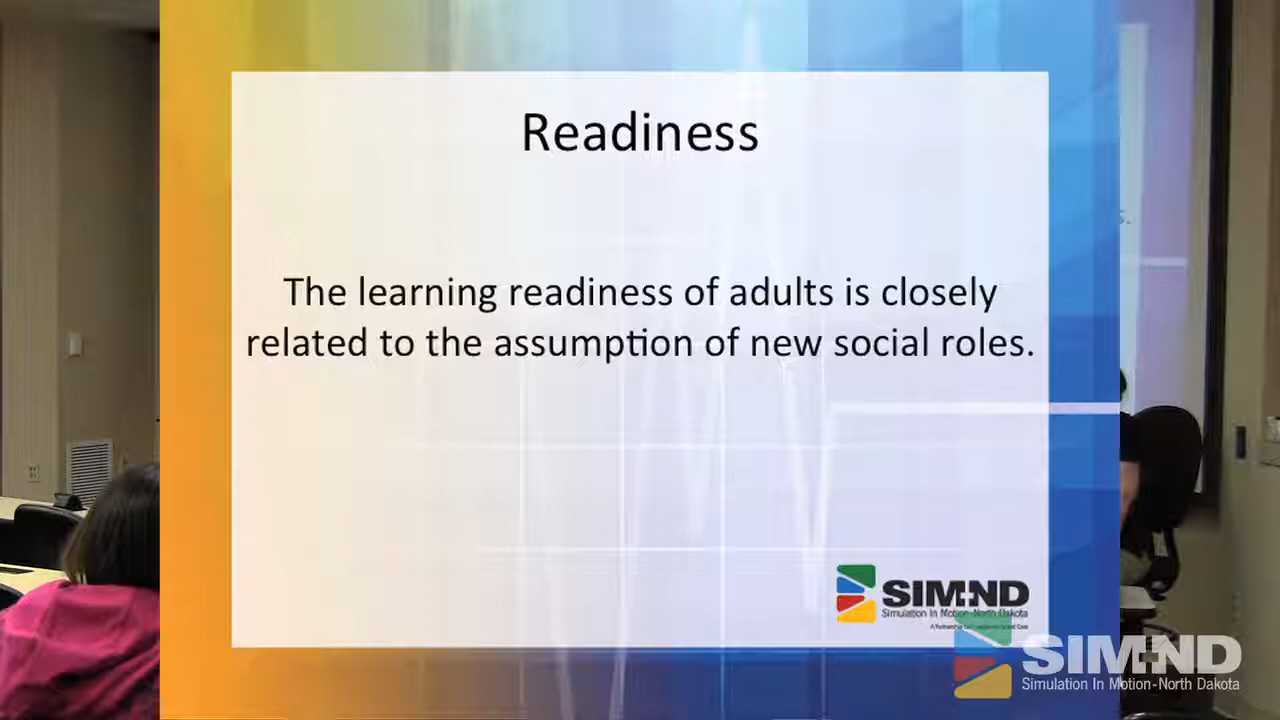 Readiness
The learning readiness of adults is closely
related to the assumption of new social roles.
SIM-ND
Simulation In Motion-North Dakota
SIM-ND
Simulation In Motion-North Dakota